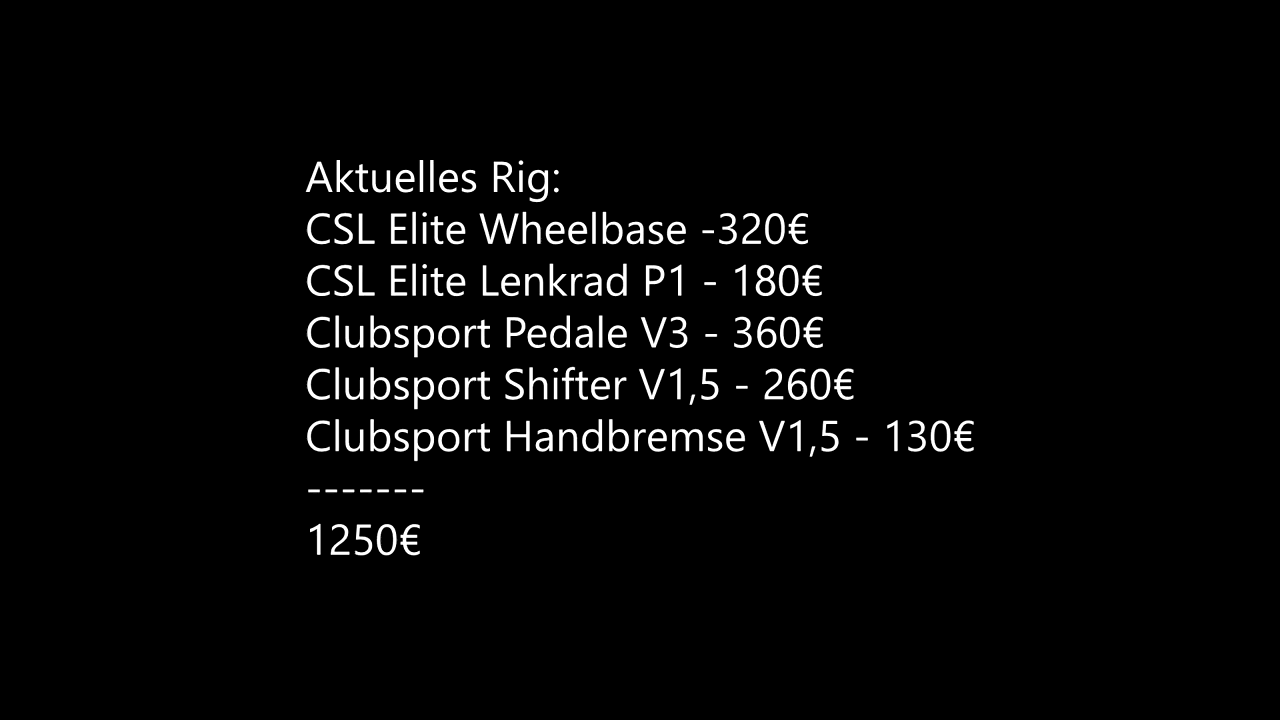 Aktuelles Rig:
CSL Elite Wheelbase -320€
CSL Elite Lenkrad P1 - 180€
Clubsport Pedale V3 - 360€
Clubsport Shifter V1,5 - 260€
Clubsport Handbremse V1,5 - 130€
-------
1250€